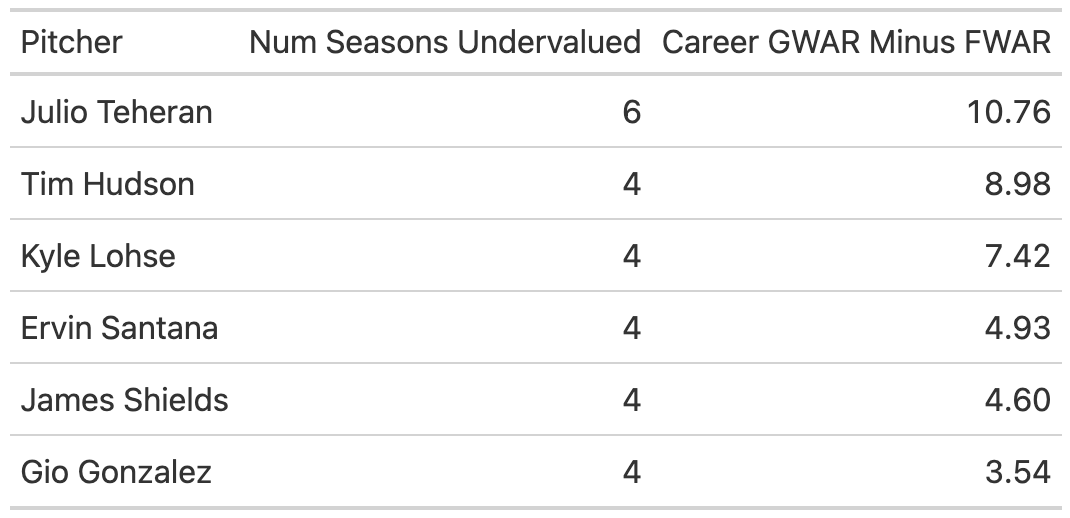 Pitcher Num Seasons Undervalued Career GWAR Minus FWAR
Julio Teheran 6 10.76
Tim Hudson 4 8.98
Kyle Lohse 4 7.42
Ervin Santana 4 4.93
James Shields 4 4.60
Gio Gonzalez 4 3.54